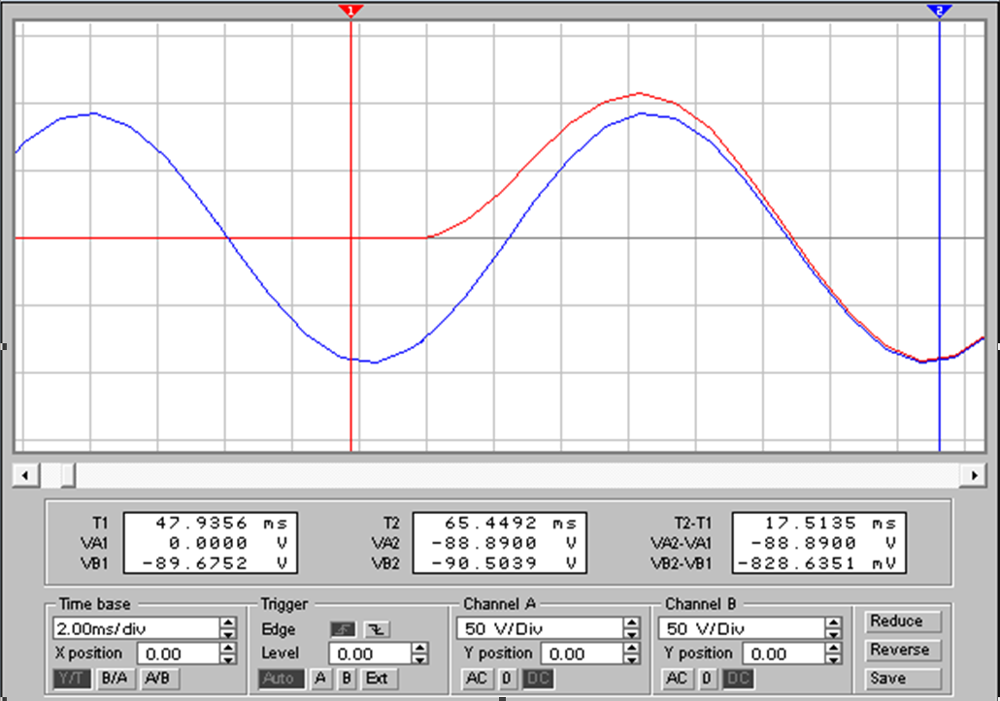 1 2
T1 47.9356 ms T2 65.4492 ms T2-T1 17.5135 ms
VA1 0.0000 V VA2 -88.8900 V VA2-VA1 -88.8900 V
VB1 -89.6752 V VB2 -90.5039 V VB2-VB1 -828.6351 mV
Time base Trigger Channel A Channel B
2.00ms/div Edge 50 V/Div 50 V/Div Reduce
X position 0.00 Level 0.00 Y position 0.00 Y position 0.00 Reverse
Y/T B/A A/B Auto A B Ext AC 0 DC AC 0 DC Save